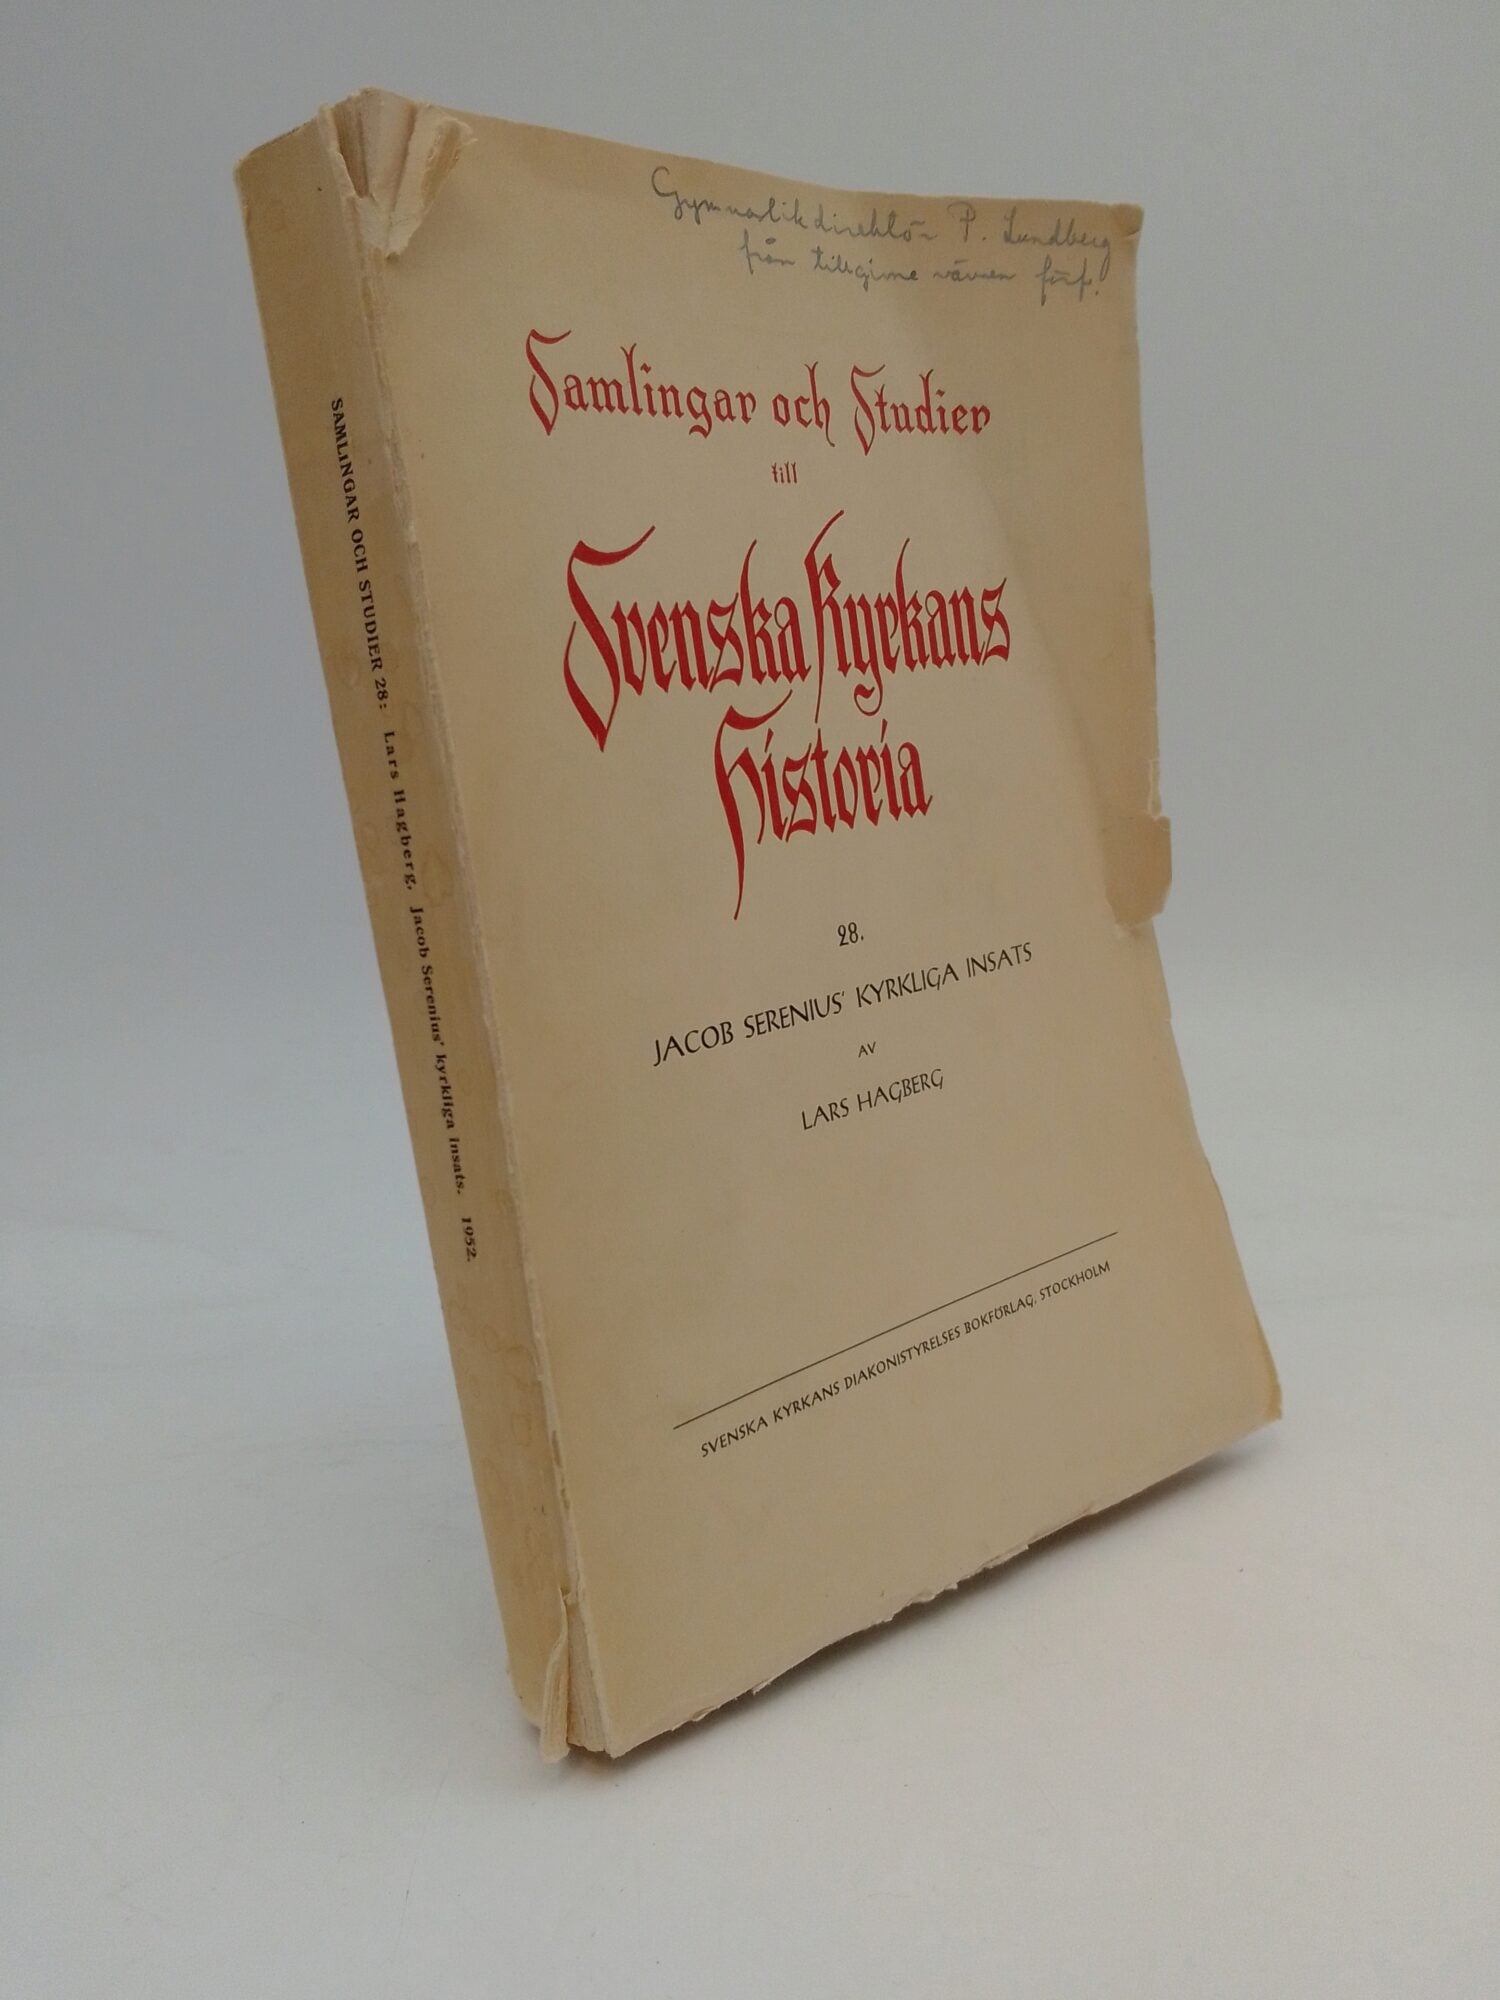 Gymnastikdirektör P. Lundberg
från tillgivne vännen förf.
Samlingar och Studier
till
Svenska Kyrkans
Historia
28.
JACOB SERENIUS' KYRKLIGA INSATS
AV
LARS HAGBERG
SVENSKA KYRKANS DIAKONISTYRELSES BOKFÖRLAG, STOCKHOLM
SAMLINGAR OCH STUDIER 28: Lars Hagberg, Jacob Serenius' kyrkliga insats. 1952.